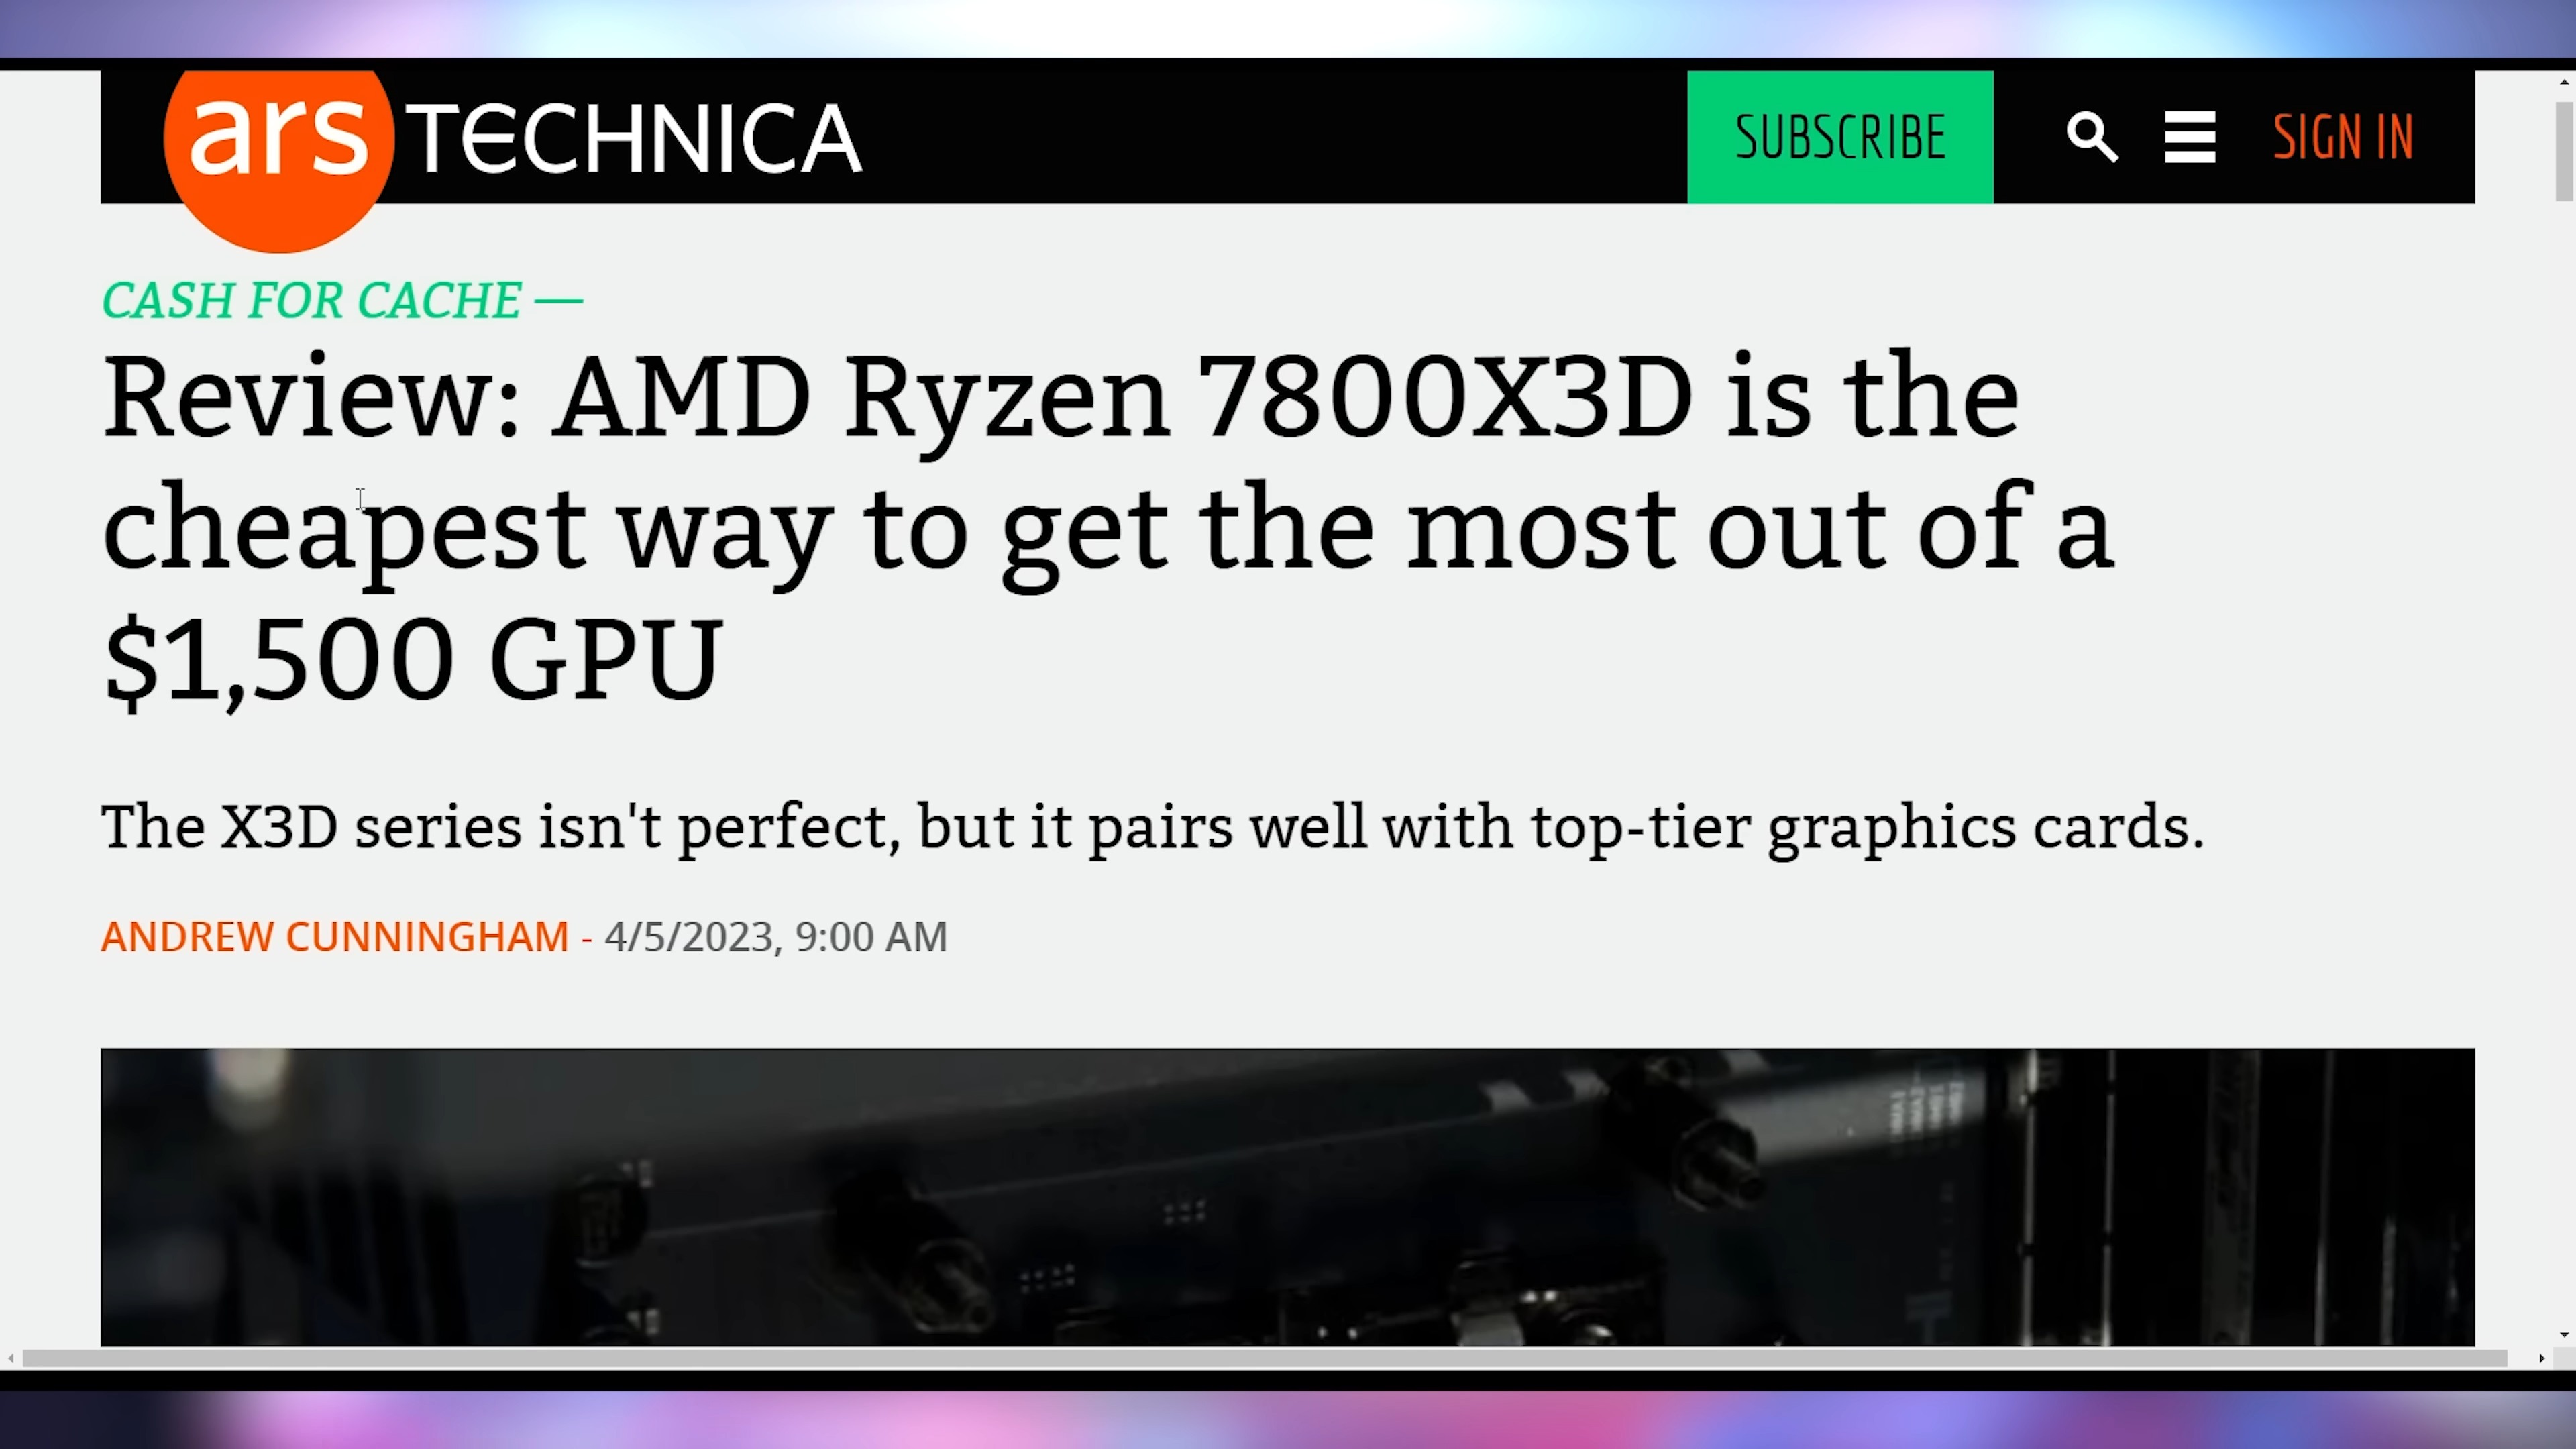 ars TECHNICA
SUBSCRIBE
SIGN IN
CASH FOR CACHE —
Review: AMD Ryzen 7800X3D is the
cheapest way to get the most out of a
$1,500 GPU
The X3D series isn't perfect, but it pairs well with top-tier graphics cards.
ANDREW CUNNINGHAM - 4/5/2023, 9:00 AM